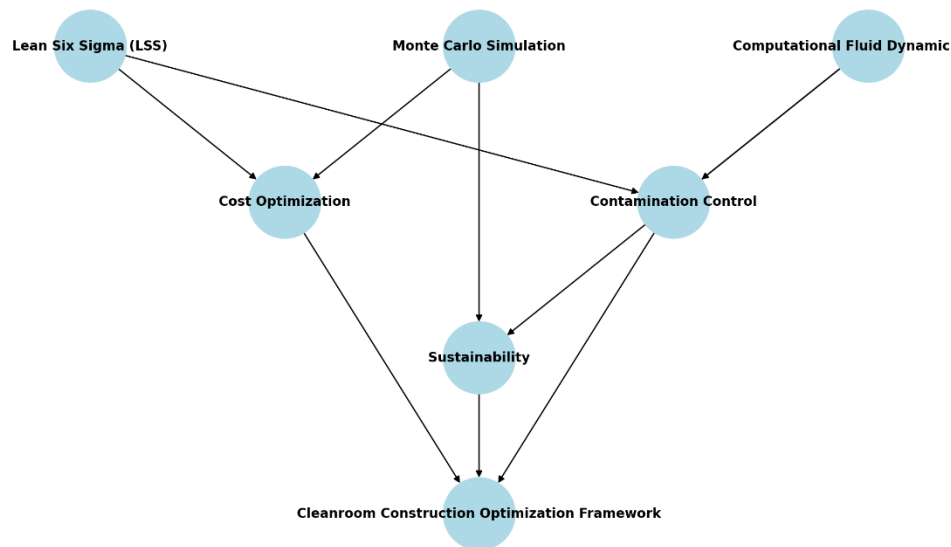 Lean Six Sigma (LSS)
Monte Carlo Simulation
Computational Fluid Dynamic
Cost Optimization
Contamination Control
Sustainability
Cleanroom Construction Optimization Framework